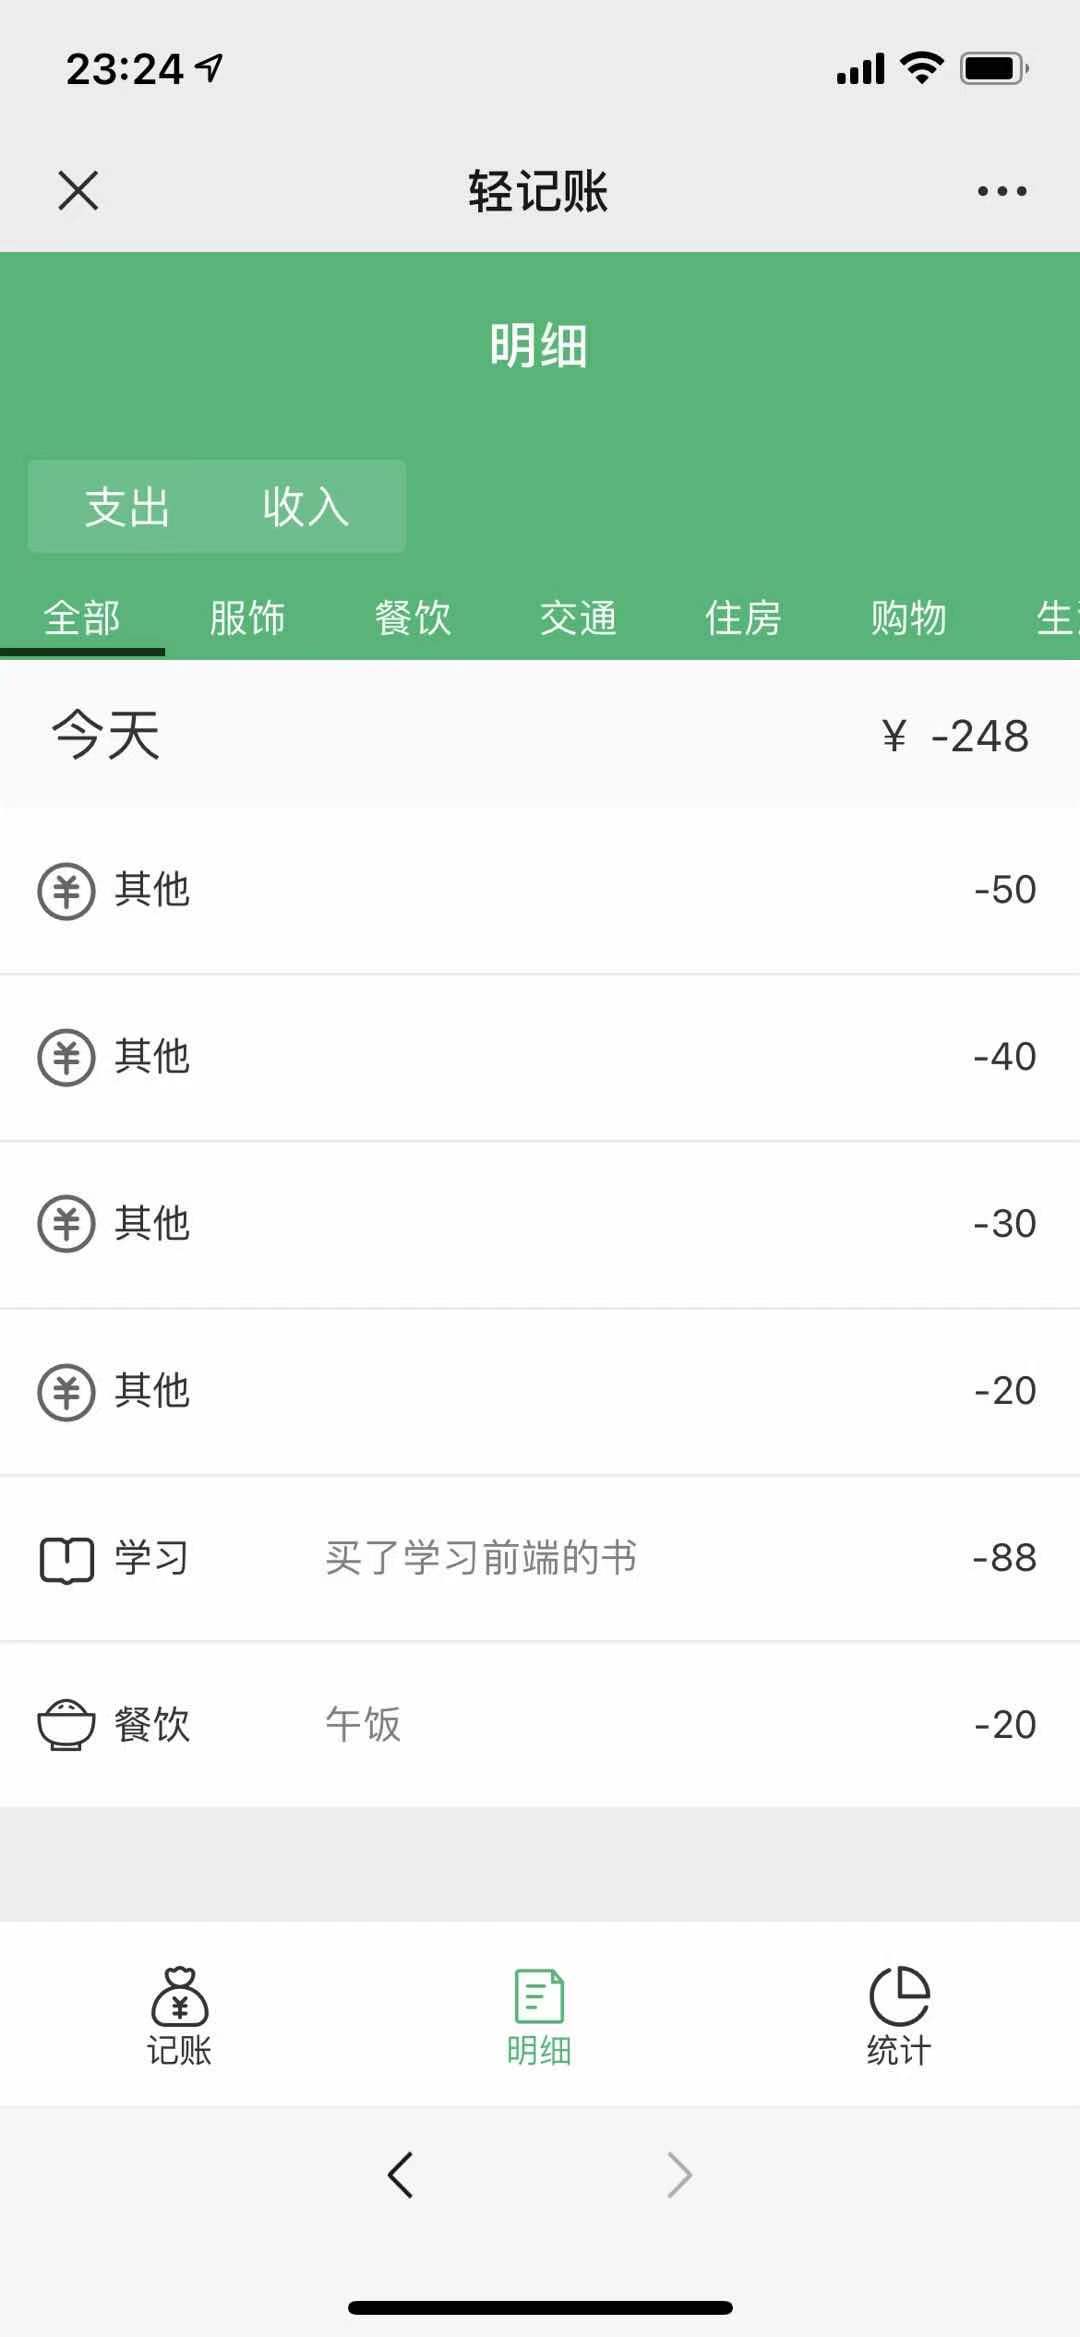 23:24
轻记账
明细
支出 收入
全部 服饰 餐饮 交通 住房 购物 生
今天 ¥ -248
其他 -50
其他 -40
其他 -30
其他 -20
学习 买了学习前端的书 -88
餐饮 午饭 -20
记账 明细 统计